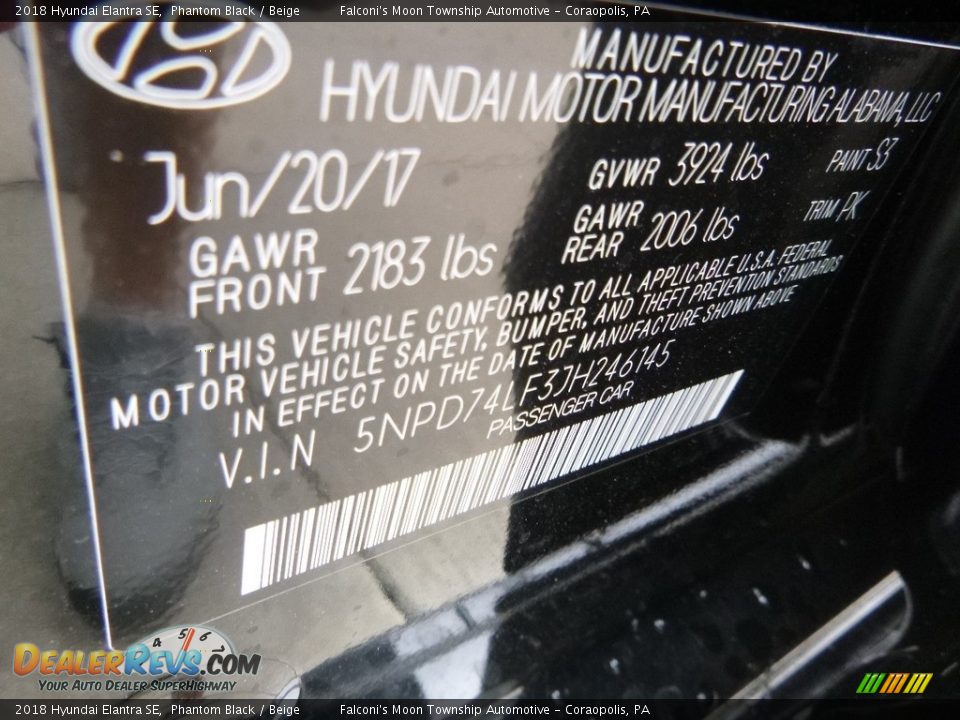 2018 Hyundai Elantra SE, Phantom Black / Beige Falconi's Moon Township Automotive - Coraopolis, PA
MANUFACTURED BY
HYUNDAI MOTOR MANUFACTURING ALABAMA, LLC
Jun/20/17
GVWR 3924 lbs PAINT S3
GAWR FRONT 2183 lbs
GAWR REAR 2006 lbs TRIM PK
THIS VEHICLE CONFORMS TO ALL APPLICABLE U.S.A. FEDERAL
MOTOR VEHICLE SAFETY, BUMPER, AND THEFT PREVENTION STANDARDS
IN EFFECT ON THE DATE OF MANUFACTURE SHOWN ABOVE
V.I.N 5NPD74LF3JH246145
PASSENGER CAR
4 5 6
DEALERREVS.COM
YOUR AUTO DEALER SUPERHIGHWAY
2018 Hyundai Elantra SE, Phantom Black / Beige Falconi's Moon Township Automotive - Coraopolis, PA